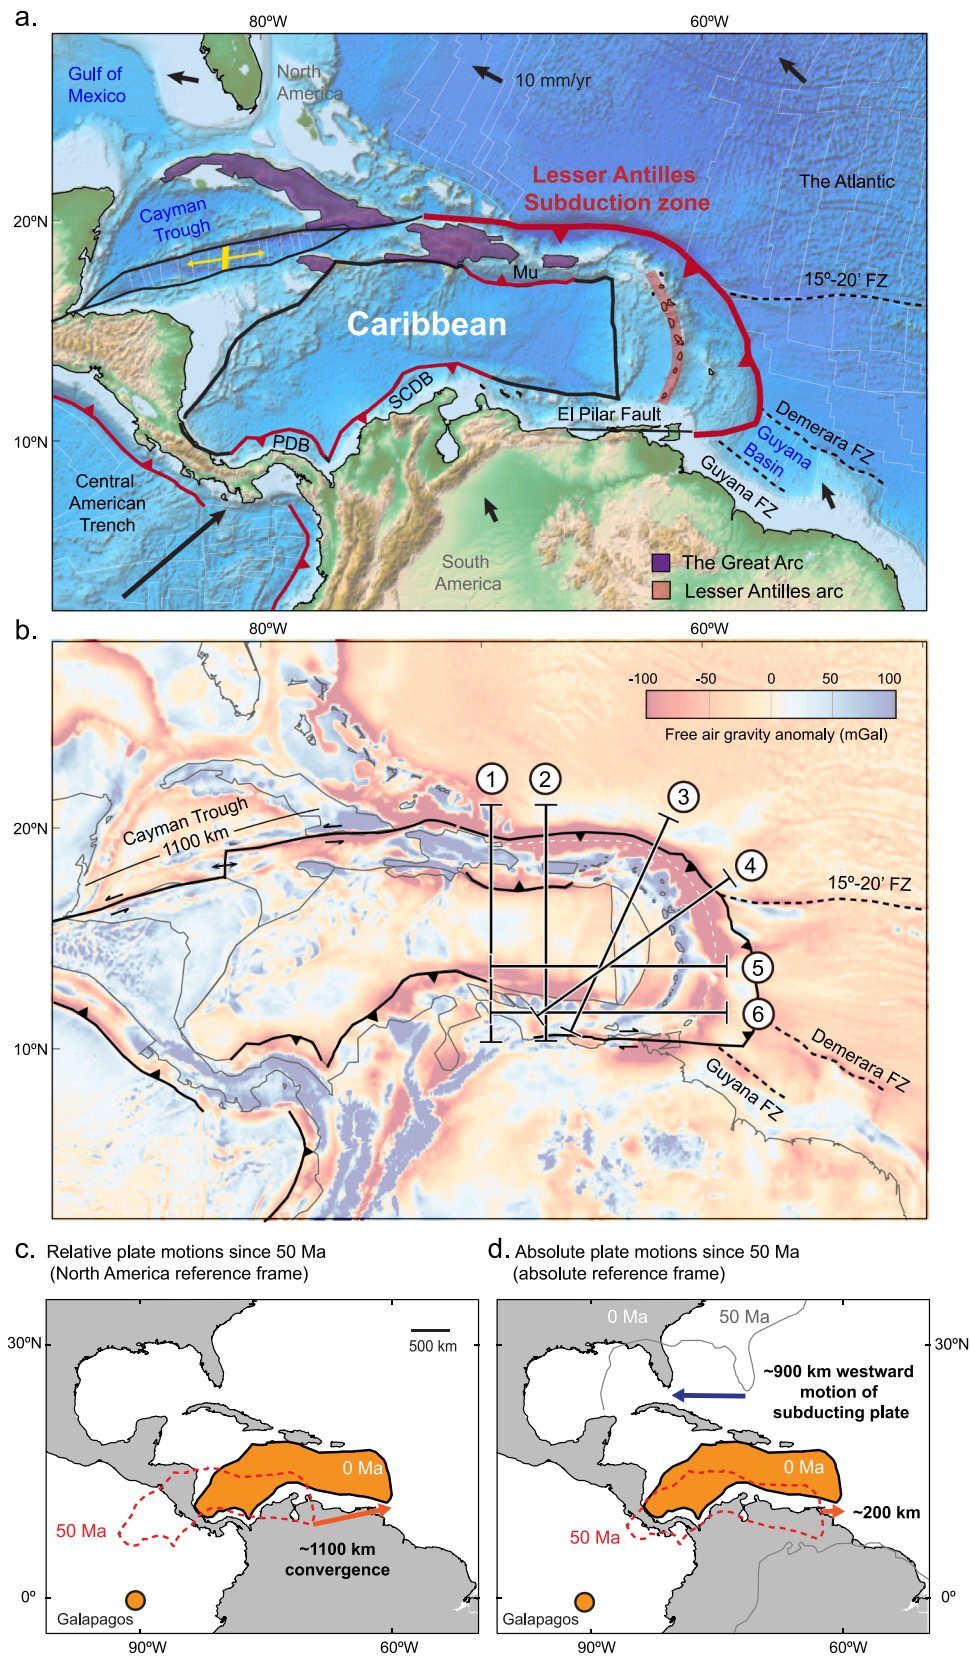 a.
80ºW
60ºW
Gulf of
Mexico
North
America
10 mm/yr
Lesser Antilles
Subduction zone
The Atlantic
20ºN
Cayman
Trough
Mu
15º-20' FZ
Caribbean
SCDB
PDB
El Pilar Fault
10ºN
Demerara FZ
Guyana
Basin
Guyana FZ
Central
American
Trench
South
America
The Great Arc
Lesser Antilles arc
b.
80ºW
60ºW
-100
-50
0
50
100
Free air gravity anomaly (mGal)
1
2
3
4
5
6
20ºN
Cayman Trough
1100 km
15º-20' FZ
10ºN
Demerara FZ
Guyana FZ
c. Relative plate motions since 50 Ma
(North America reference frame)
500 km
30ºN
0 Ma
50 Ma
~1100 km
convergence
0º
Galapagos
90ºW
60ºW
d. Absolute plate motions since 50 Ma
(absolute reference frame)
0 Ma
50 Ma
30ºN
~900 km westward
motion of
subducting plate
0 Ma
~200 km
50 Ma
0º
Galapagos
90ºW
60ºW